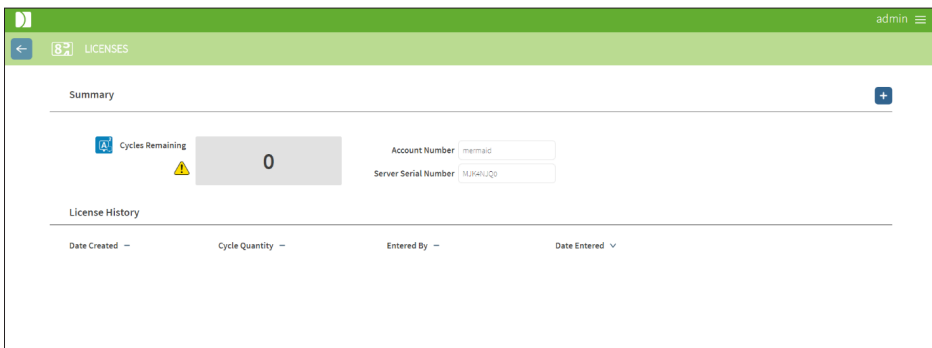 admin
LICENSES
Summary
Cycles Remaining
0
Account Number mermaid
Server Serial Number
License History
Date Created Cycle Quantity Entered By Date Entered